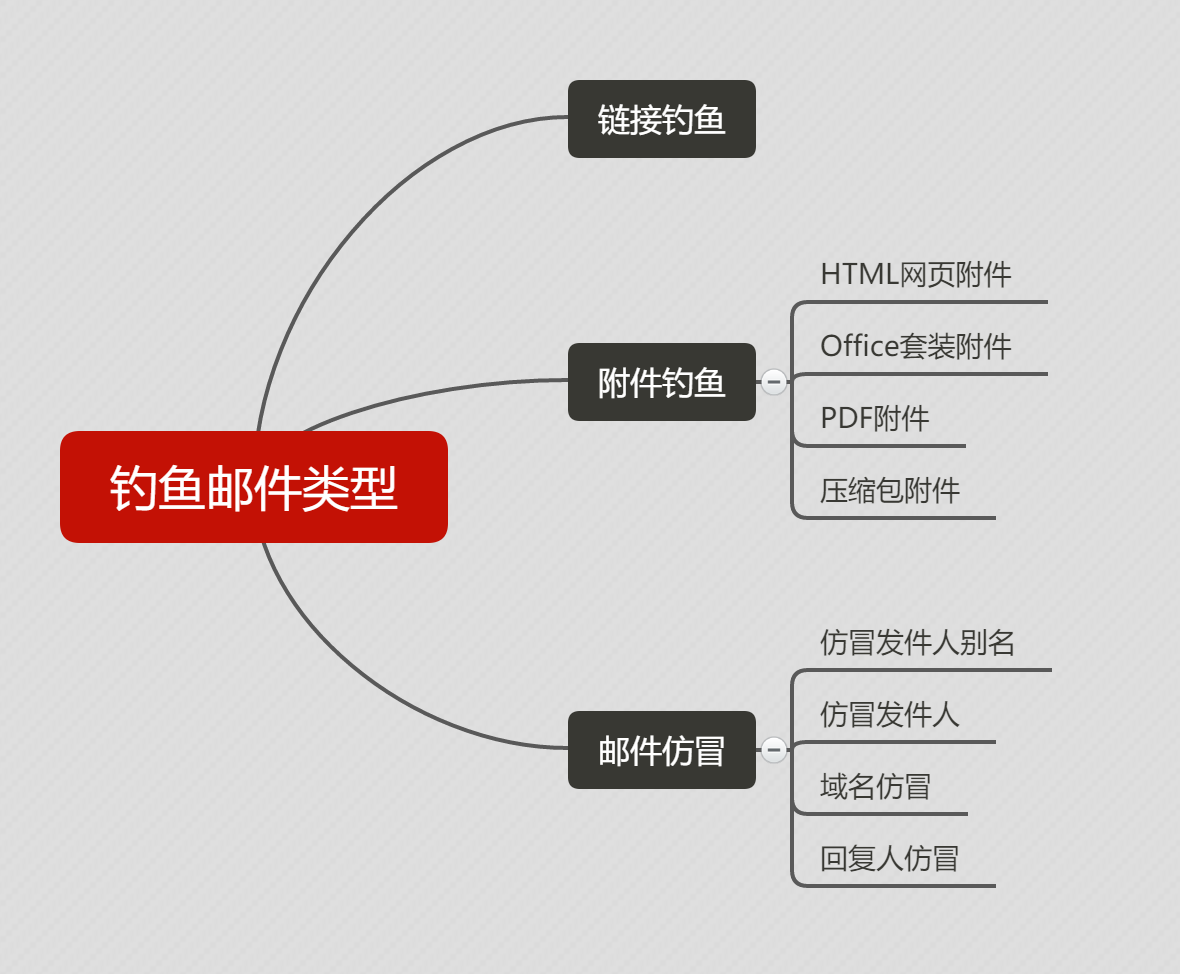 钓鱼邮件类型
链接钓鱼
附件钓鱼
HTML网页附件
Office套装附件
PDF附件
压缩包附件
邮件仿冒
仿冒发件人别名
仿冒发件人
域名仿冒
回复人仿冒